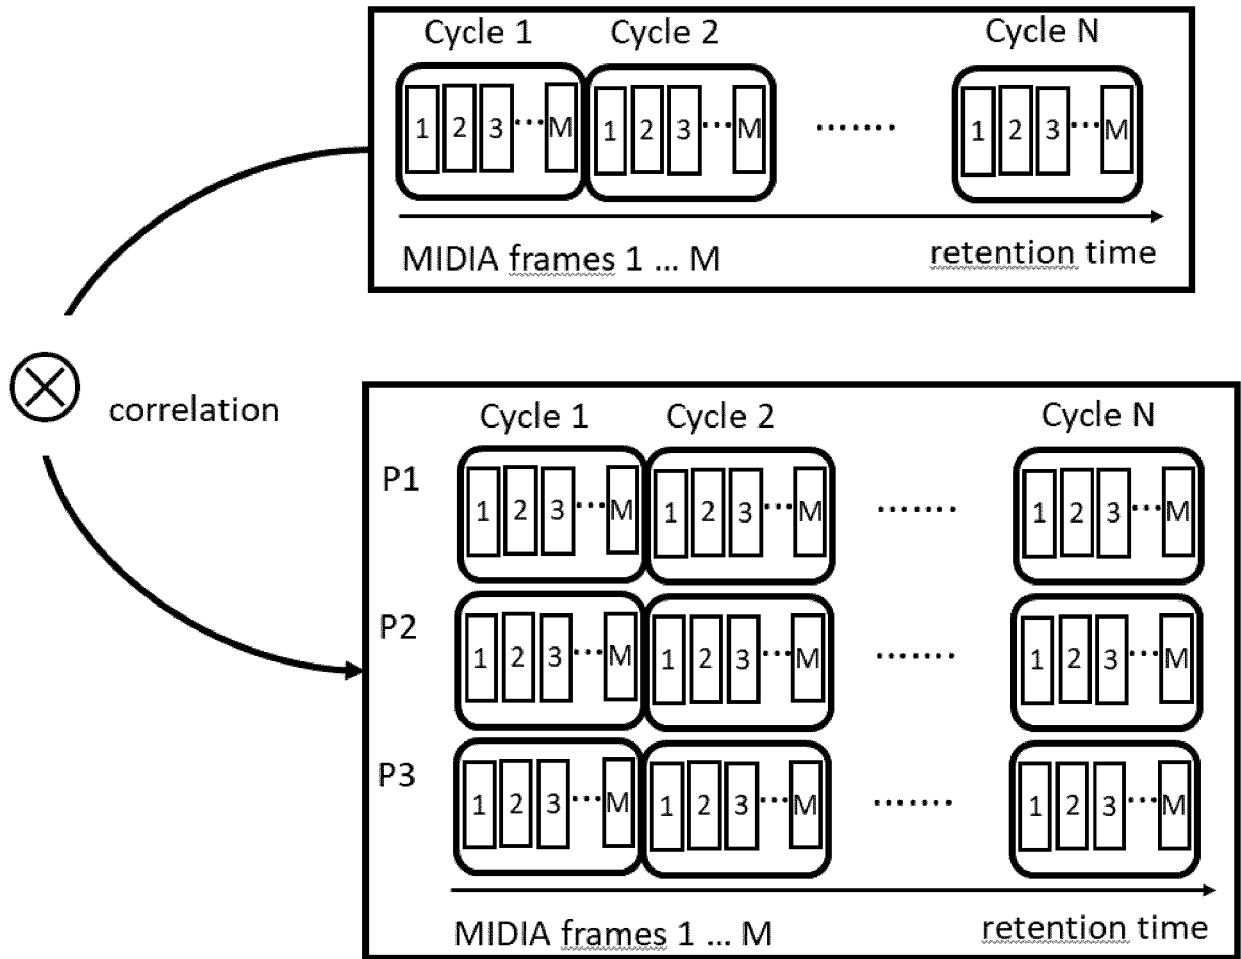 Cycle 1 Cycle 2 Cycle N
1 2 3 ... M 1 2 3 ... M ....... 1 2 3 ... M
MIDIA frames 1 ... M retention time
correlation
Cycle 1 Cycle 2 Cycle N
P1 1 2 3 ... M 1 2 3 ... M ....... 1 2 3 ... M
P2 1 2 3 ... M 1 2 3 ... M ....... 1 2 3 ... M
P3 1 2 3 ... M 1 2 3 ... M ....... 1 2 3 ... M
MIDIA frames 1 ... M retention time